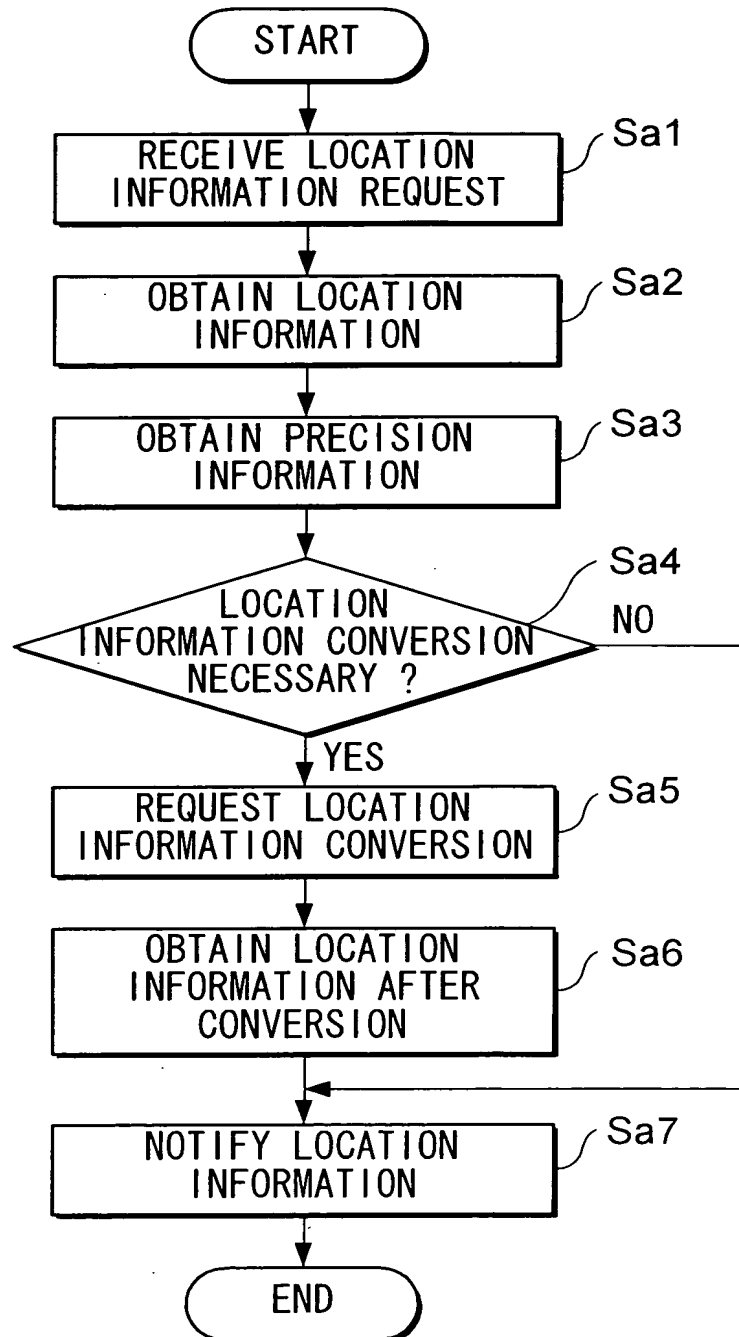 START
Sa1
RECEIVE LOCATION
INFORMATION REQUEST
Sa2
OBTAIN LOCATION
INFORMATION
Sa3
OBTAIN PRECISION
INFORMATION
Sa4
LOCATION
INFORMATION CONVERSION
NECESSARY ?
NO
YES
Sa5
REQUEST LOCATION
INFORMATION CONVERSION
Sa6
OBTAIN LOCATION
INFORMATION AFTER
CONVERSION
Sa7
NOTIFY LOCATION
INFORMATION
END